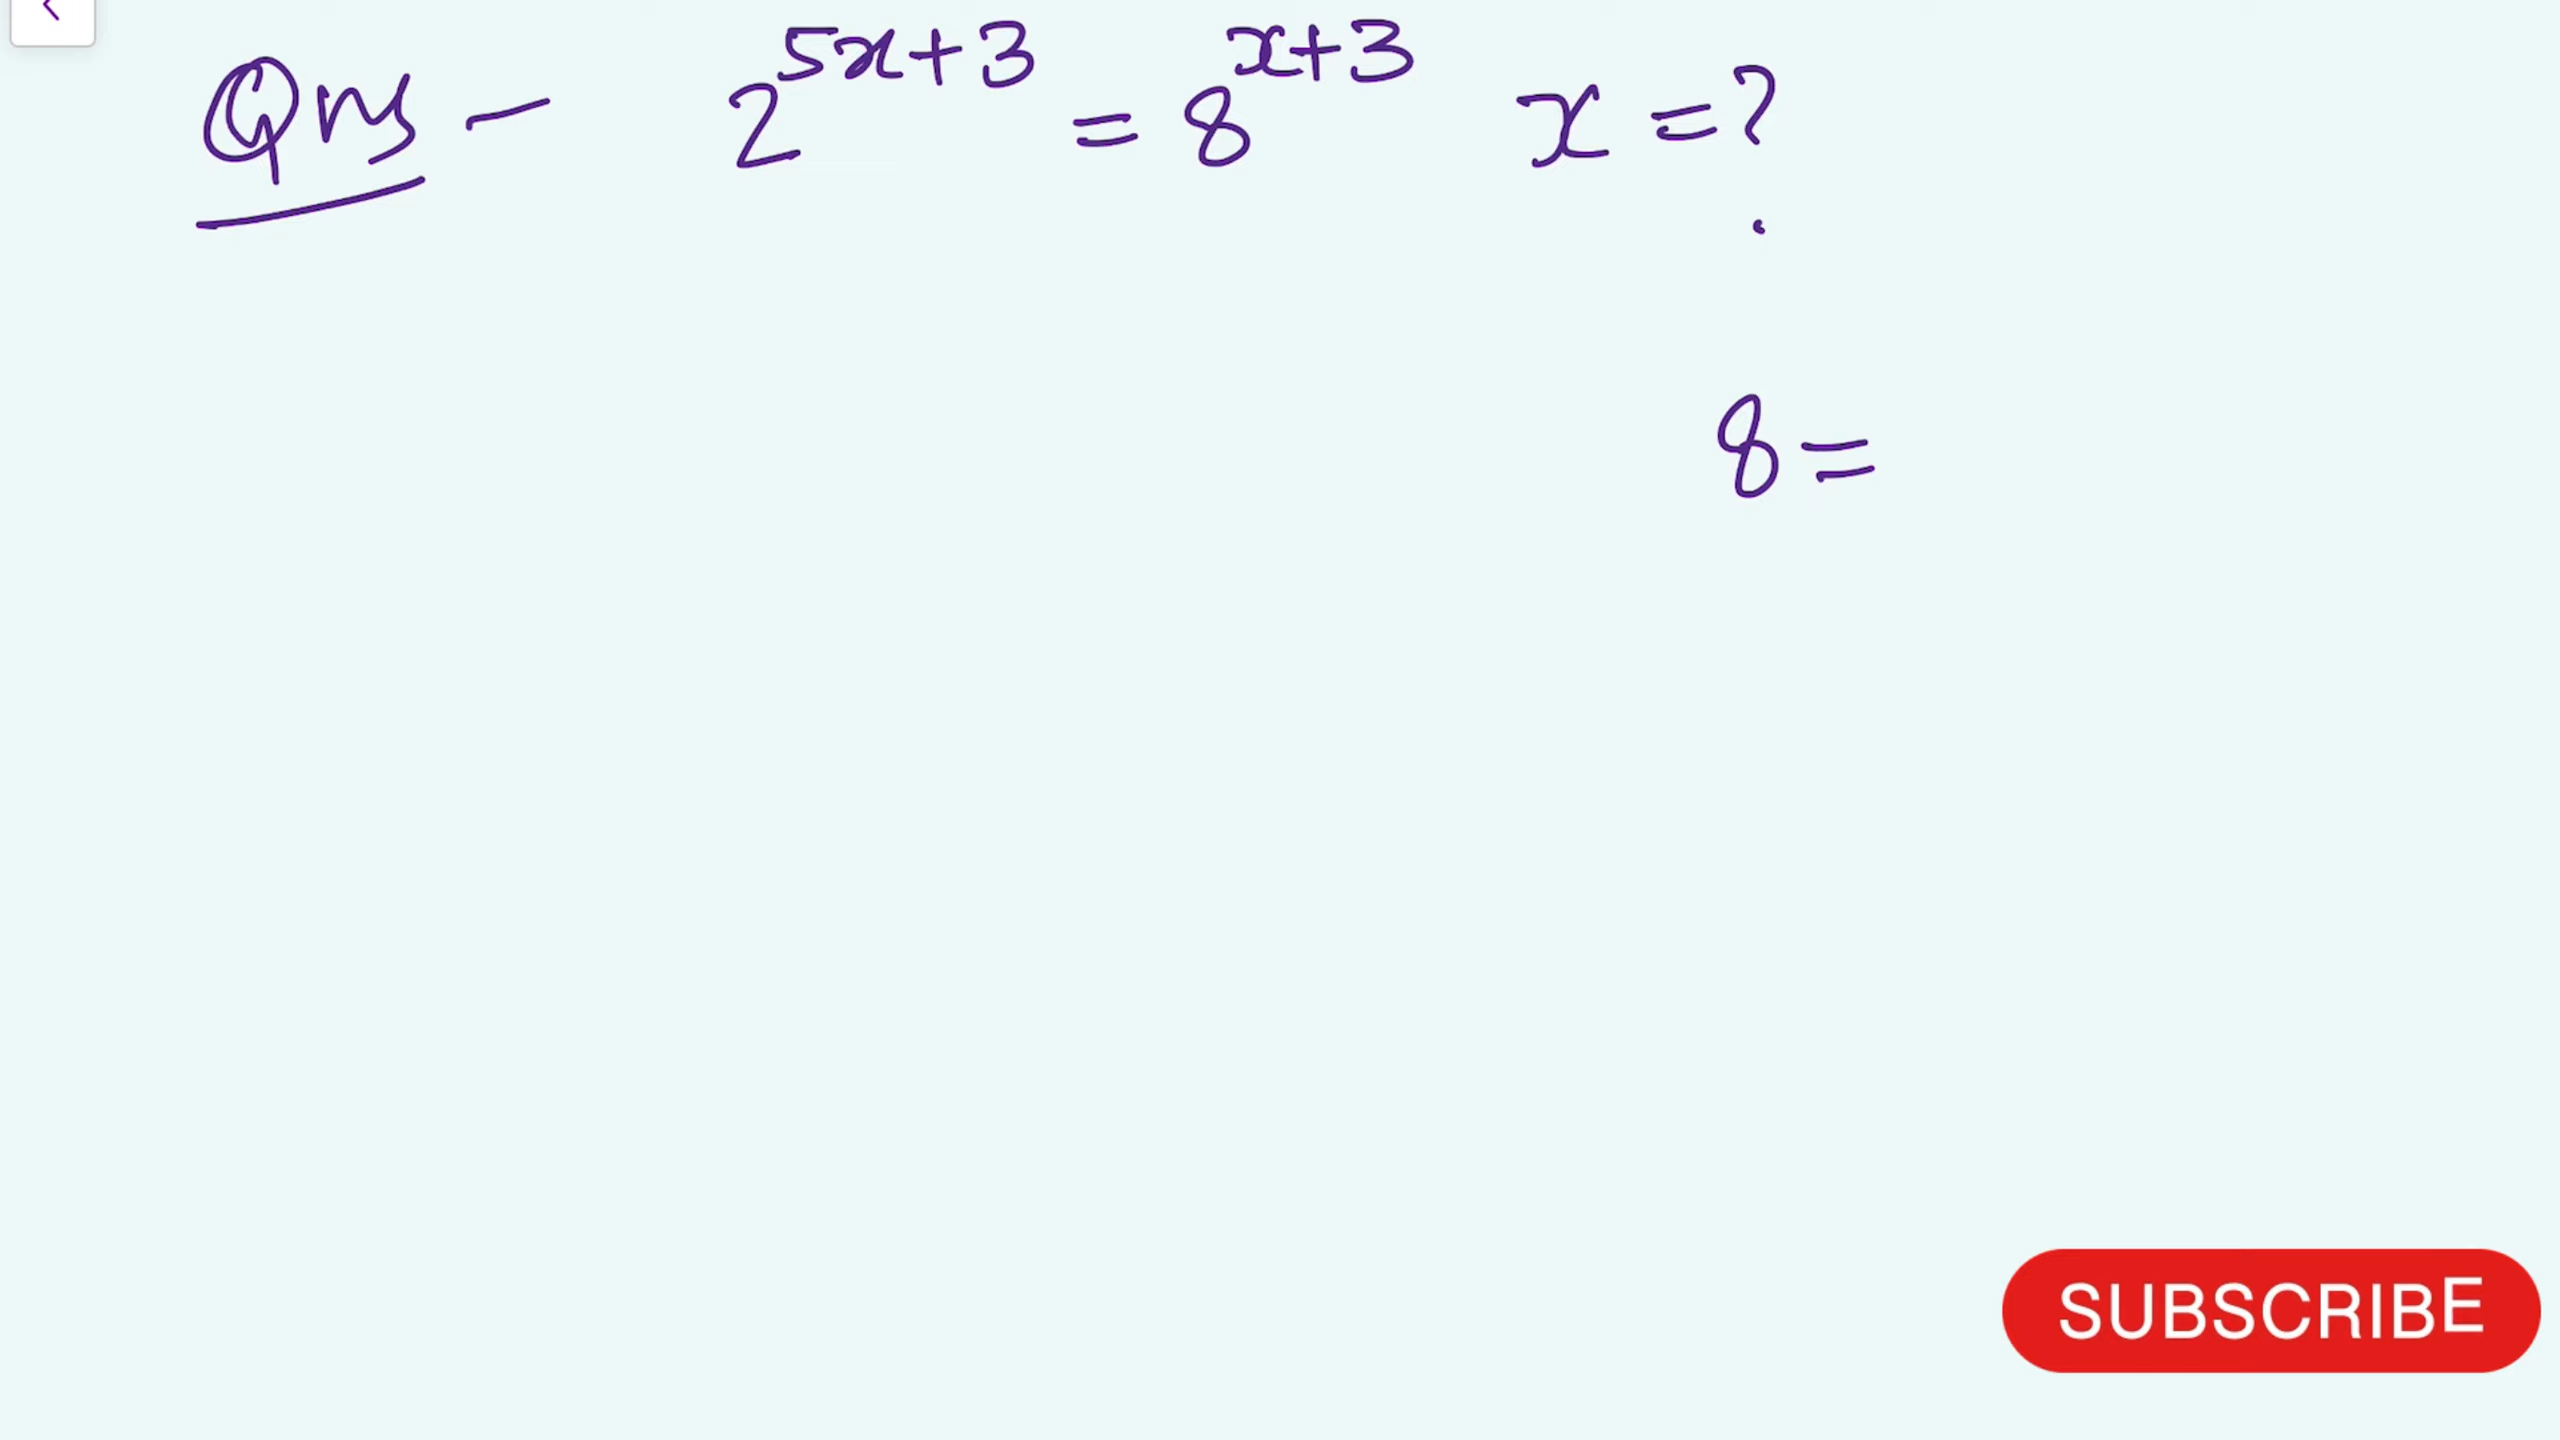 Qns - 2^{5x+3} = 8^{x+3} x = ?
8 =
SUBSCRIBE